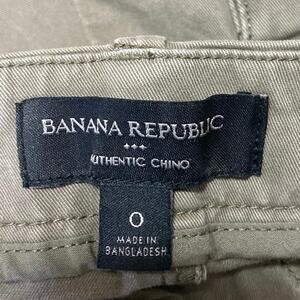 BANANA REPUBLIC
AUTHENTIC CHINO
0
MADE IN
BANGLADESH